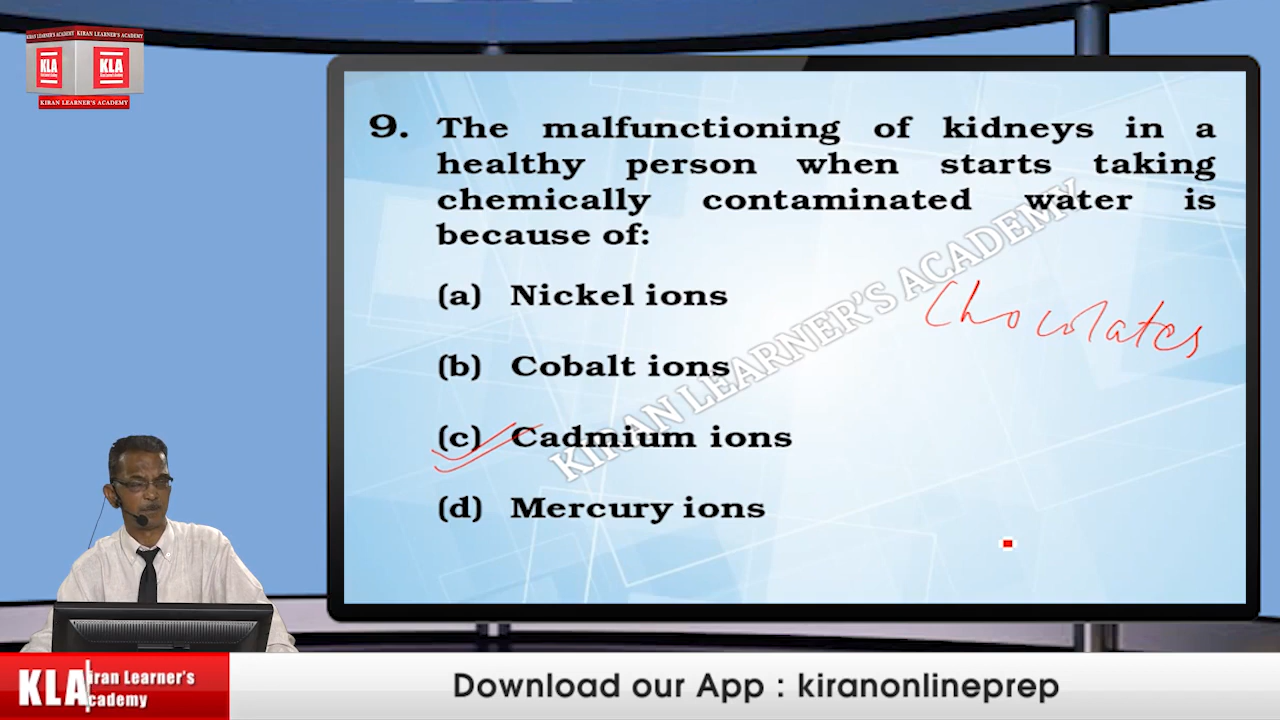 KIRAN LEARNER'S ACADEMY KIRAN LEARNER'S ACADEMY
KLA KLA
KIRAN LEARNER'S ACADEMY
9. The malfunctioning of kidneys in a
healthy person when starts taking
chemically contaminated water is
because of:
(a) Nickel ions
Chocolates
(b) Cobalt ions
(c) Cadmium ions
(d) Mercury ions
KIRAN LEARNER'S ACADEMY
KLA Kiran Learner's
Academy
Download our App : kiranonlineprep